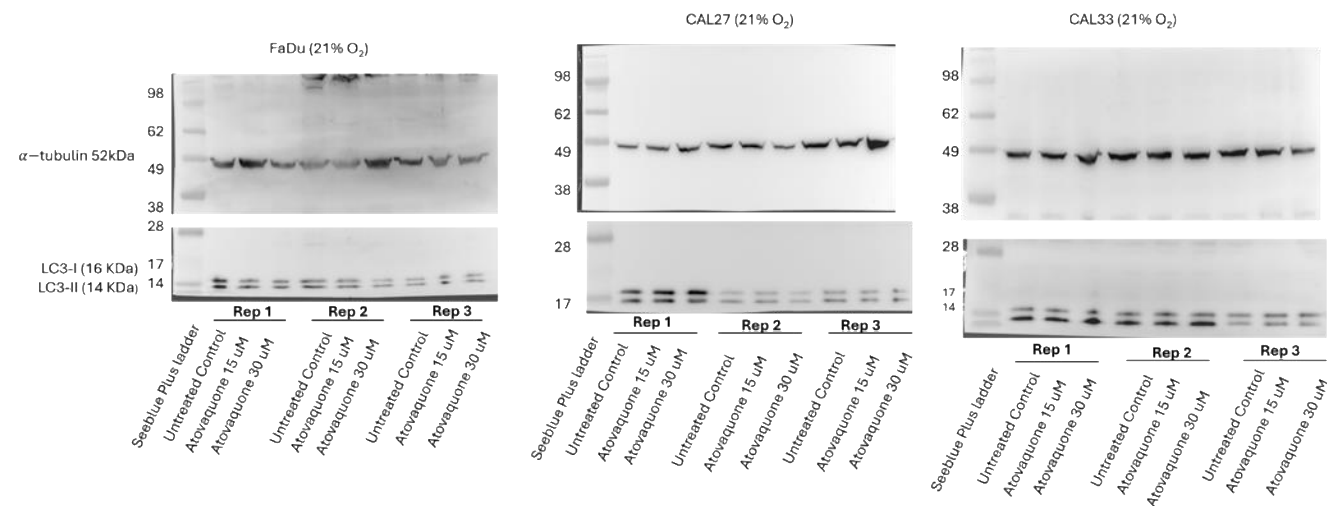 FaDu (21% O₂)
98
62
α−tubulin 52kDa
49
38
28
LC3-I (16 KDa)
17
LC3-II (14 KDa)
14
Rep 1
Rep 2
Rep 3
Seeblue Plus ladder
Untreated Control
Atovaquone 15 uM
Atovaquone 30 uM
Untreated Control
Atovaquone 15 uM
Atovaquone 30 uM
Untreated Control
Atovaquone 15 uM
Atovaquone 30 uM
CAL27 (21% O₂)
98
62
49
38
28
17
Rep 1
Rep 2
Rep 3
Seeblue Plus ladder
Untreated Control
Atovaquone 15 uM
Atovaquone 30 uM
Untreated Control
Atovaquone 15 uM
Atovaquone 30 uM
Untreated Control
Atovaquone 15 uM
Atovaquone 30 uM
CAL33 (21% O₂)
98
62
49
38
28
17
14
Rep 1
Rep 2
Rep 3
Seeblue Plus ladder
Untreated Control
Atovaquone 15 uM
Atovaquone 30 uM
Untreated Control
Atovaquone 15 uM
Atovaquone 30 uM
Untreated Control
Atovaquone 15 uM
Atovaquone 30 uM